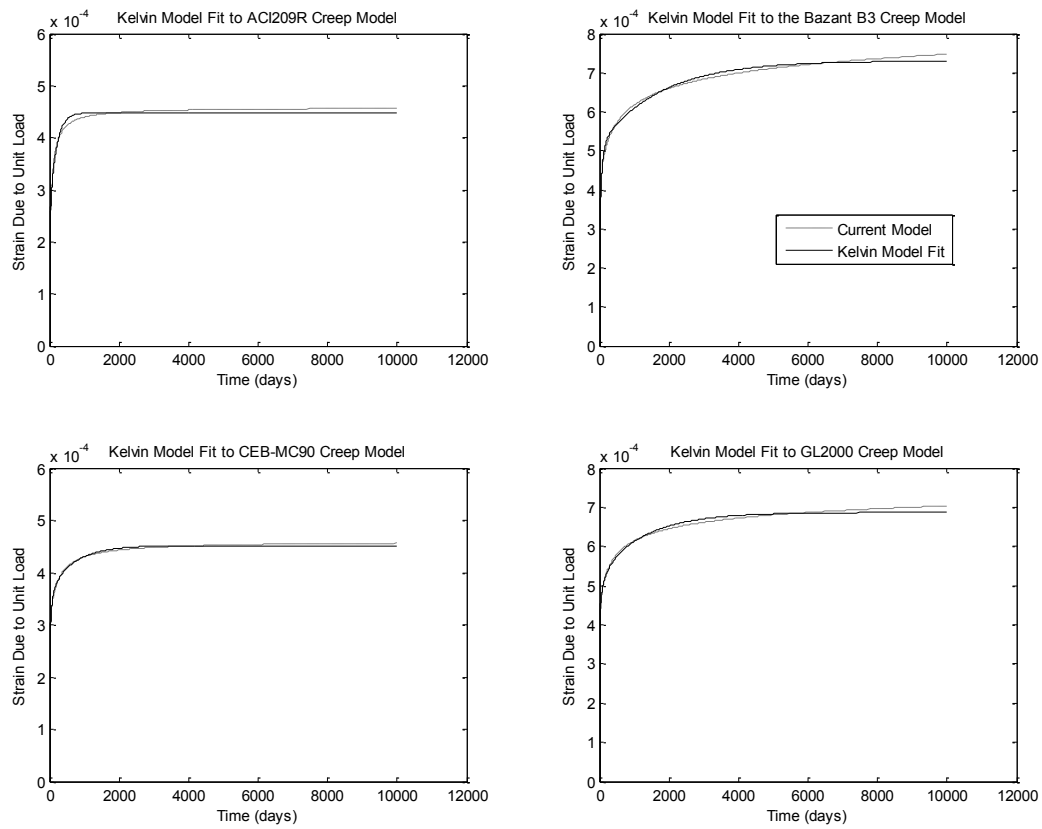 Kelvin Model Fit to ACI209R Creep Model
x 10-4
6
5
4
3
2
1
0
0 2000 4000 6000 8000 10000 12000
Time (days)
Strain Due to Unit Load
Kelvin Model Fit to the Bazant B3 Creep Model
x 10-4
8
7
6
5
4
3
2
1
0
0 2000 4000 6000 8000 10000 12000
Time (days)
Strain Due to Unit Load
Current Model
Kelvin Model Fit
Kelvin Model Fit to CEB-MC90 Creep Model
x 10-4
6
5
4
3
2
1
0
0 2000 4000 6000 8000 10000 12000
Time (days)
Strain Due to Unit Load
Kelvin Model Fit to GL2000 Creep Model
x 10-4
8
7
6
5
4
3
2
1
0
0 2000 4000 6000 8000 10000 12000
Time (days)
Strain Due to Unit Load